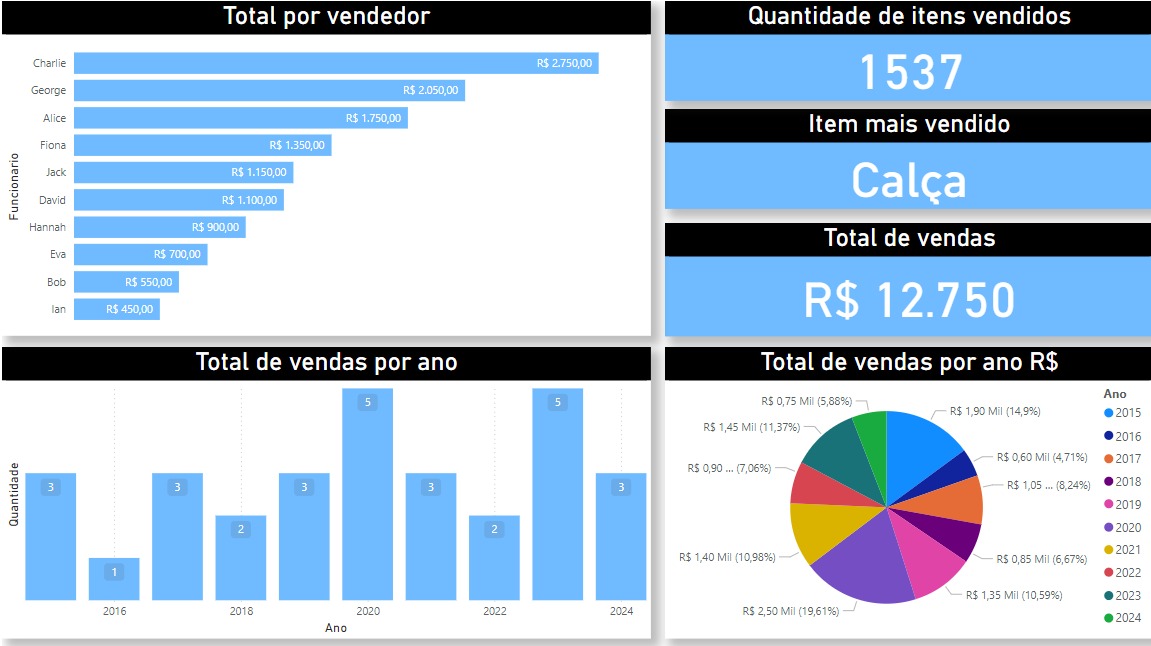 Total por vendedor
Funcionario
Charlie R$ 2.750,00
George R$ 2.050,00
Alice R$ 1.750,00
Fiona R$ 1.350,00
Jack R$ 1.150,00
David R$ 1.100,00
Hannah R$ 900,00
Eva R$ 700,00
Bob R$ 550,00
Ian R$ 450,00
Quantidade de itens vendidos
1537
Item mais vendido
Calça
Total de vendas
R$ 12.750
Total de vendas por ano
Quantidade
3 1 3 2 3 5 3 2 5 3
2016 2018 2020 2022 2024
Ano
Total de vendas por ano R$
R$ 1,90 Mil (14,9%)
R$ 0,60 Mil (4,71%)
R$ 1,05 ... (8,24%)
R$ 0,85 Mil (6,67%)
R$ 1,35 Mil (10,59%)
R$ 2,50 Mil (19,61%)
R$ 1,40 Mil (10,98%)
R$ 0,90 ... (7,06%)
R$ 1,45 Mil (11,37%)
R$ 0,75 Mil (5,88%)
Ano
2015
2016
2017
2018
2019
2020
2021
2022
2023
2024